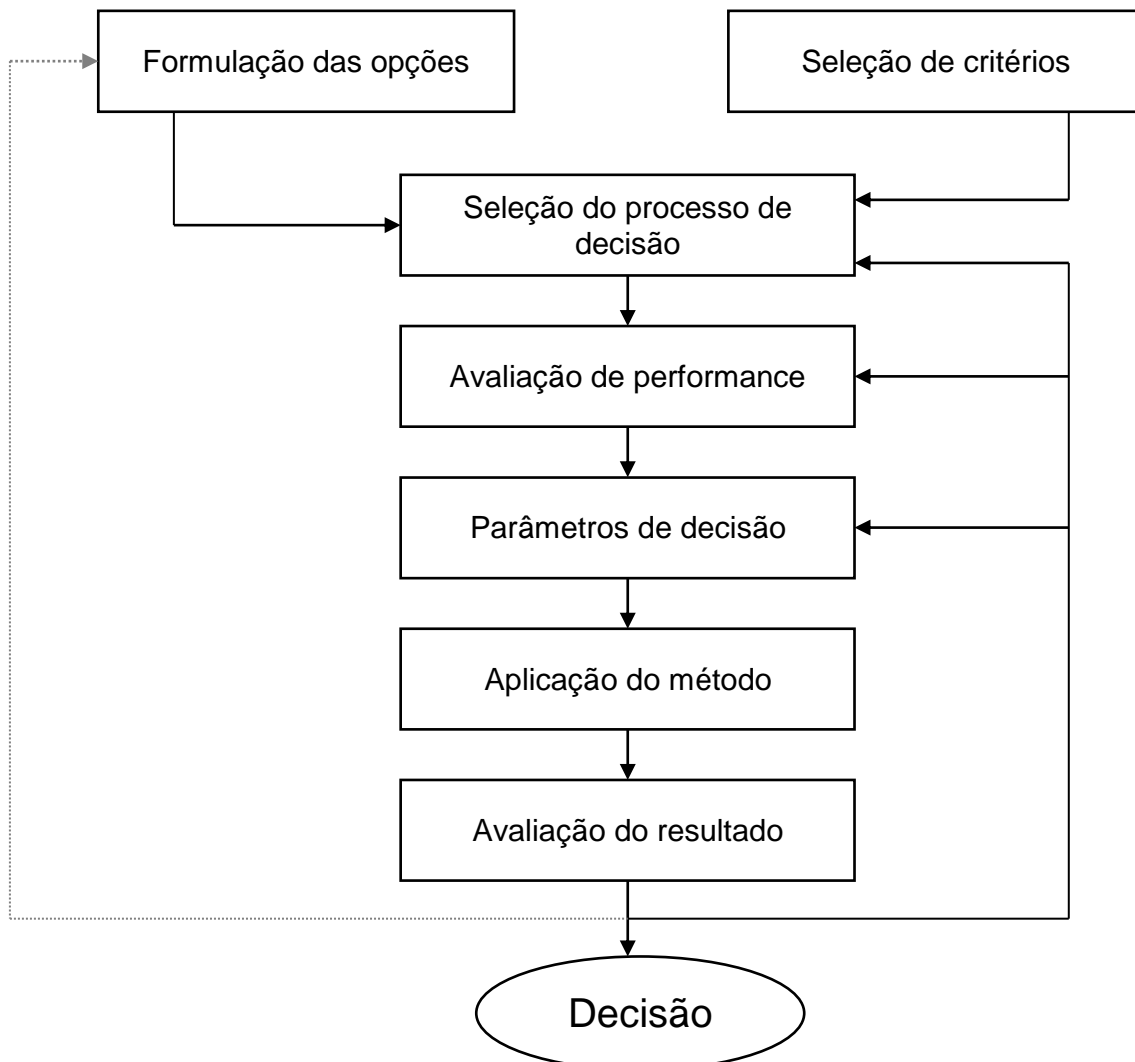 Formulação das opções
Seleção de critérios
Seleção do processo de
decisão
Avaliação de performance
Parâmetros de decisão
Aplicação do método
Avaliação do resultado
Decisão